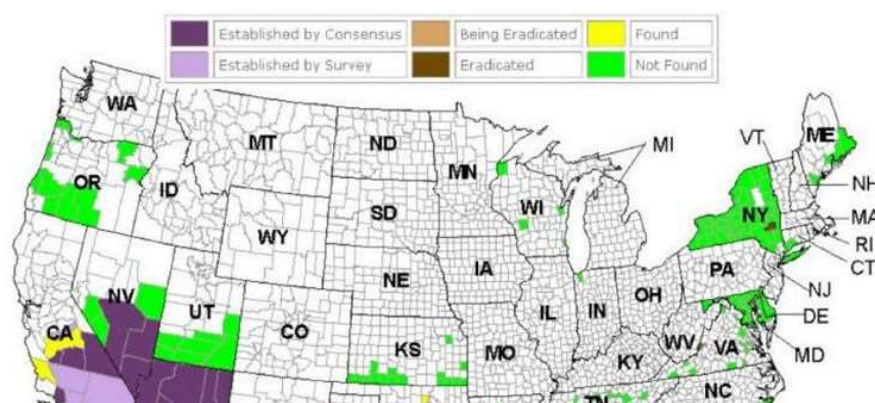 Established by Consensus Being Eradicated Found
Established by Survey Eradicated Not Found
WA
MT
ND
MN
MI
VT
ME
OR
ID
SD
WI
NY
NH
MA
WY
RI
CT
NE
IA
PA
NJ
NV
UT
CO
IL
IN
OH
DE
CA
KS
MO
WV
VA
MD
KY
NC
TN